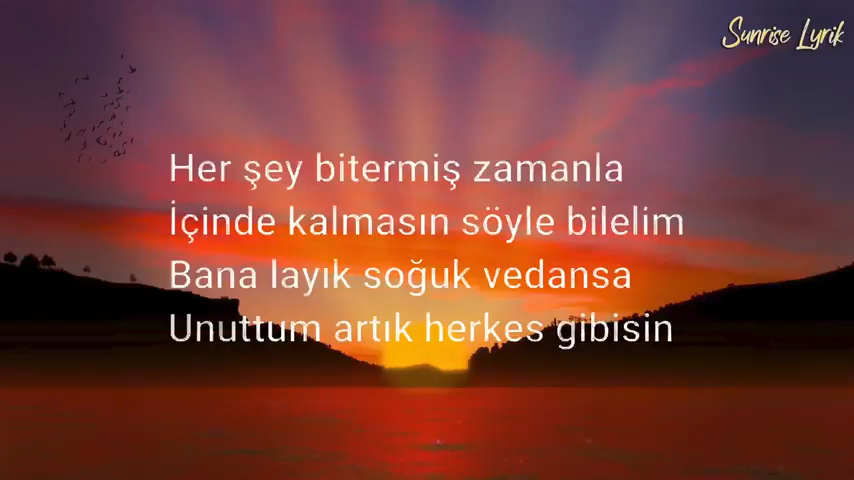 Sunrise Lyrik
Her şey bitermiş zamanla
İçinde kalmasın söyle bilelim
Bana layık soğuk vedansa
Unuttum artık herkes gibisin